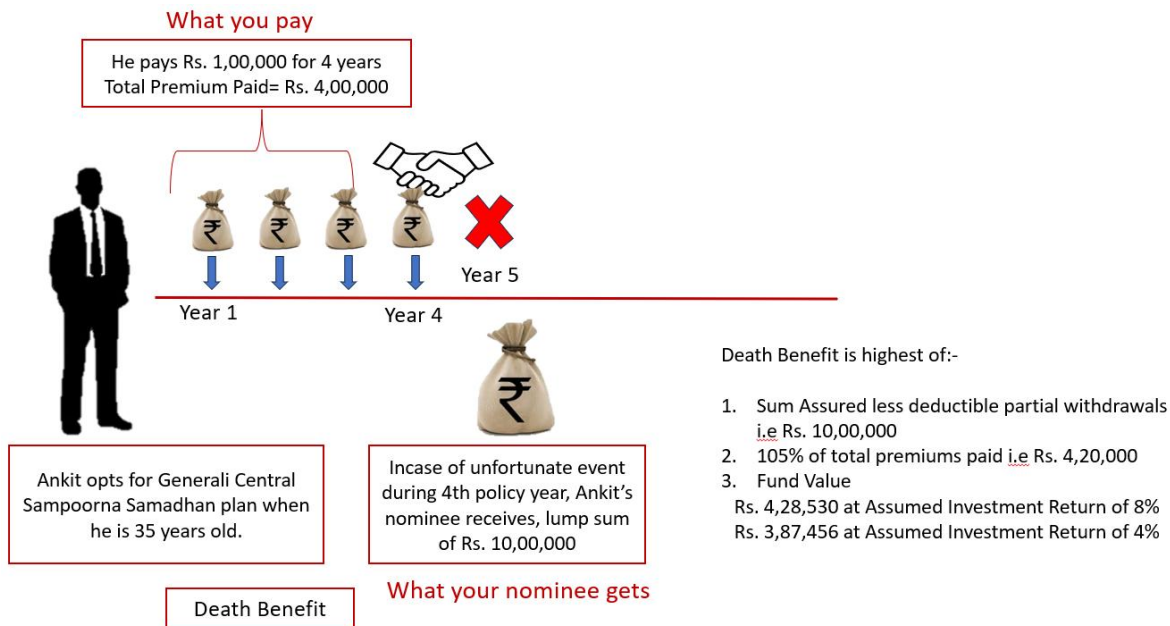 What you pay
He pays Rs. 1,00,000 for 4 years
Total Premium Paid= Rs. 4,00,000
Year 5
Year 1
Year 4
Death Benefit is highest of:-
1. Sum Assured less deductible partial withdrawals
i.e Rs. 10,00,000
2. 105% of total premiums paid i.e Rs. 4,20,000
3. Fund Value
Rs. 4,28,530 at Assumed Investment Return of 8%
Rs. 3,87,456 at Assumed Investment Return of 4%
Ankit opts for Generali Central
Sampoorna Samadhan plan when
he is 35 years old.
Incase of unfortunate event
during 4th policy year, Ankit’s
nominee receives, lump sum
of Rs. 10,00,000
What your nominee gets
Death Benefit